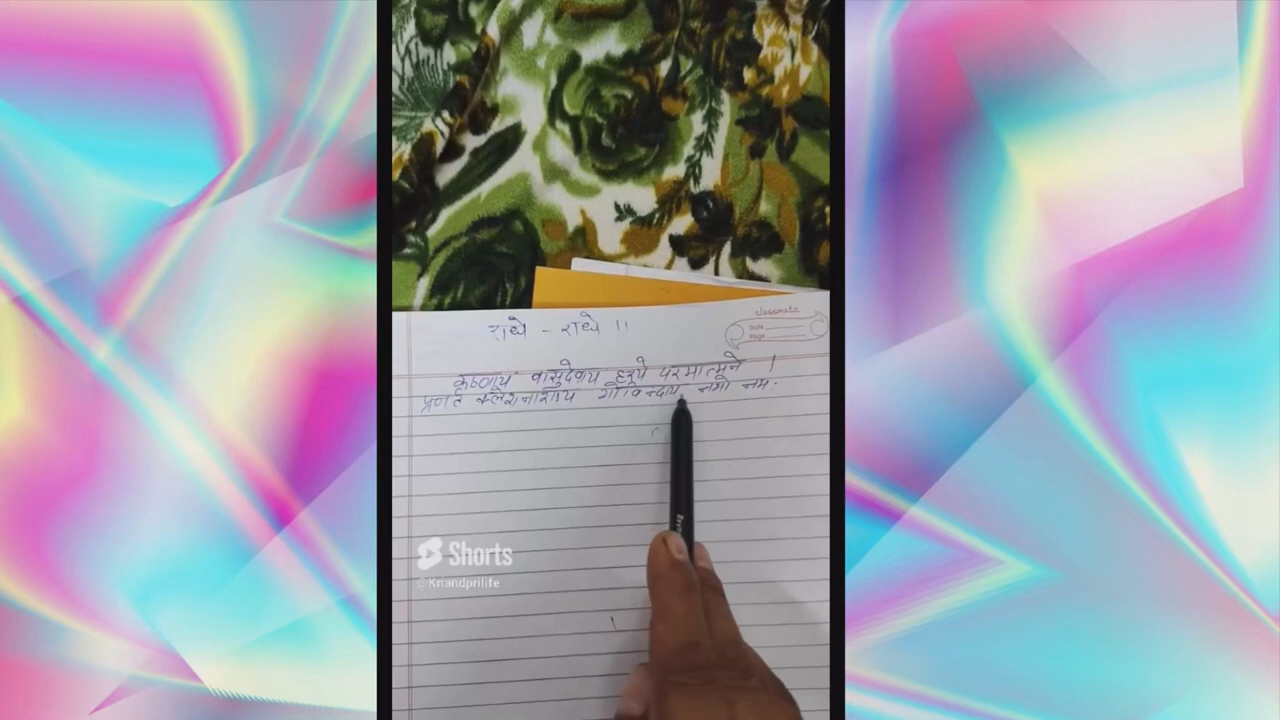 राधे - राधे ।।
classmate
Date
Page
कृष्णाय वासुदेवाय हरये परमात्मने ।
प्रणत क्लेशनाशाय गोविन्दाय नमो नम:
Shorts
@Kriandprilife